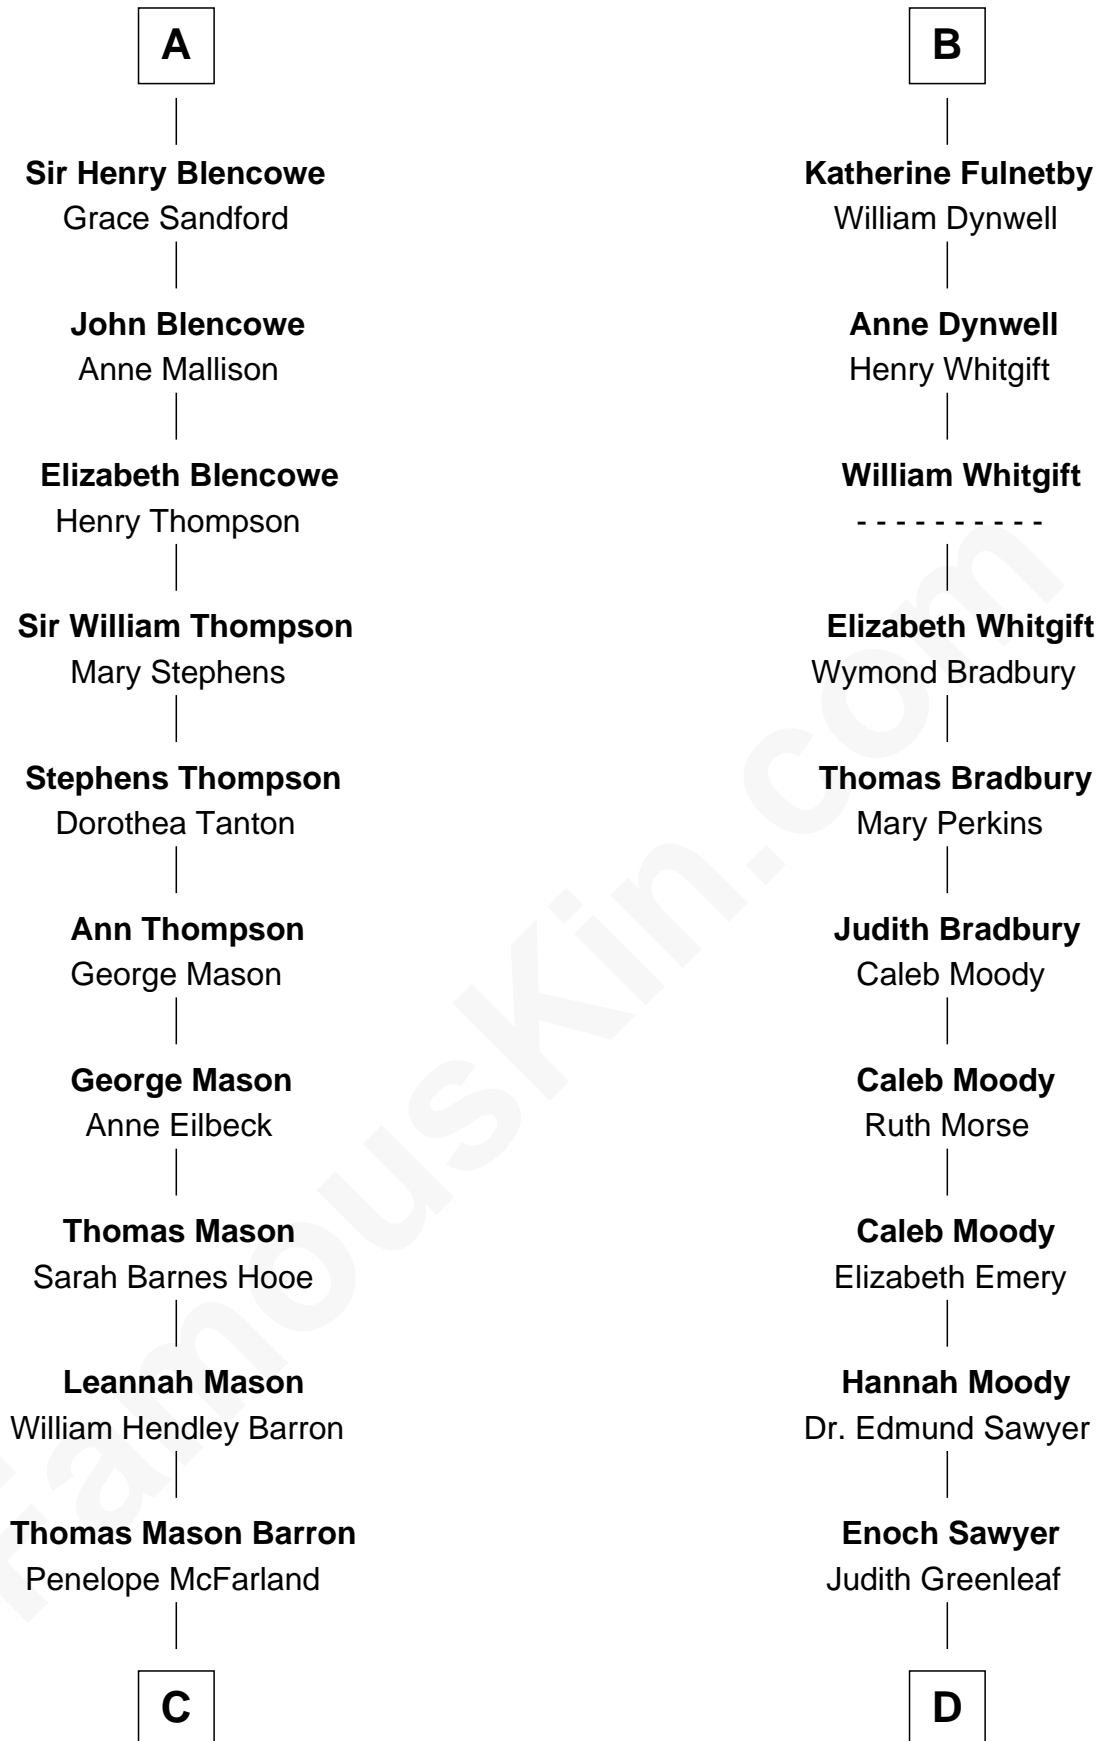 A
Sir Henry Blencowe
Grace Sandford
John Blencowe
Anne Mallison
Elizabeth Blencowe
Henry Thompson
Sir William Thompson
Mary Stephens
Stephens Thompson
Dorothea Tanton
Ann Thompson
George Mason
George Mason
Anne Eilbeck
Thomas Mason
Sarah Barnes Hooe
Leannah Mason
William Hendley Barron
Thomas Mason Barron
Penelope McFarland
C
B
Katherine Fulnetby
William Dynwell
Anne Dynwell
Henry Whitgift
William Whitgift
- - - - - - - - - -
Elizabeth Whitgift
Wymond Bradbury
Thomas Bradbury
Mary Perkins
Judith Bradbury
Caleb Moody
Caleb Moody
Ruth Morse
Caleb Moody
Elizabeth Emery
Hannah Moody
Dr. Edmund Sawyer
Enoch Sawyer
Judith Greenleaf
D
FamousKin.com